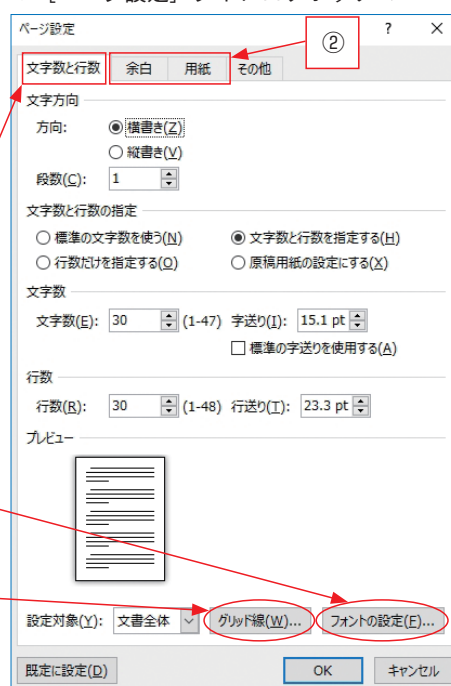 ページ設定 ? ×
②
文字数と行数 余白 用紙 その他
文字方向
方向: 横書き(Z)
縦書き(V)
段数(C): 1
文字数と行数の指定
標準の文字数を使う(N) 文字数と行数を指定する(H)
行数だけを指定する(O) 原稿用紙の設定にする(X)
文字数
文字数(E): 30 (1-47) 字送り(I): 15.1 pt
標準の字送りを使用する(A)
行数
行数(R): 30 (1-48) 行送り(T): 23.3 pt
プレビュー
設定対象(Y): 文書全体 グリッド線(W)... フォントの設定(F)...
既定に設定(D) OK キャンセル